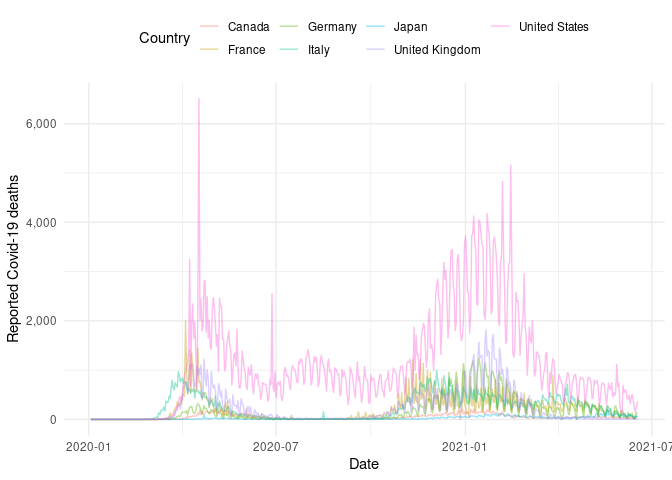 Country
Canada Germany Japan United States
France Italy United Kingdom
Reported Covid-19 deaths
6,000
4,000
2,000
0
2020-01 2020-07 2021-01 2021-07
Date